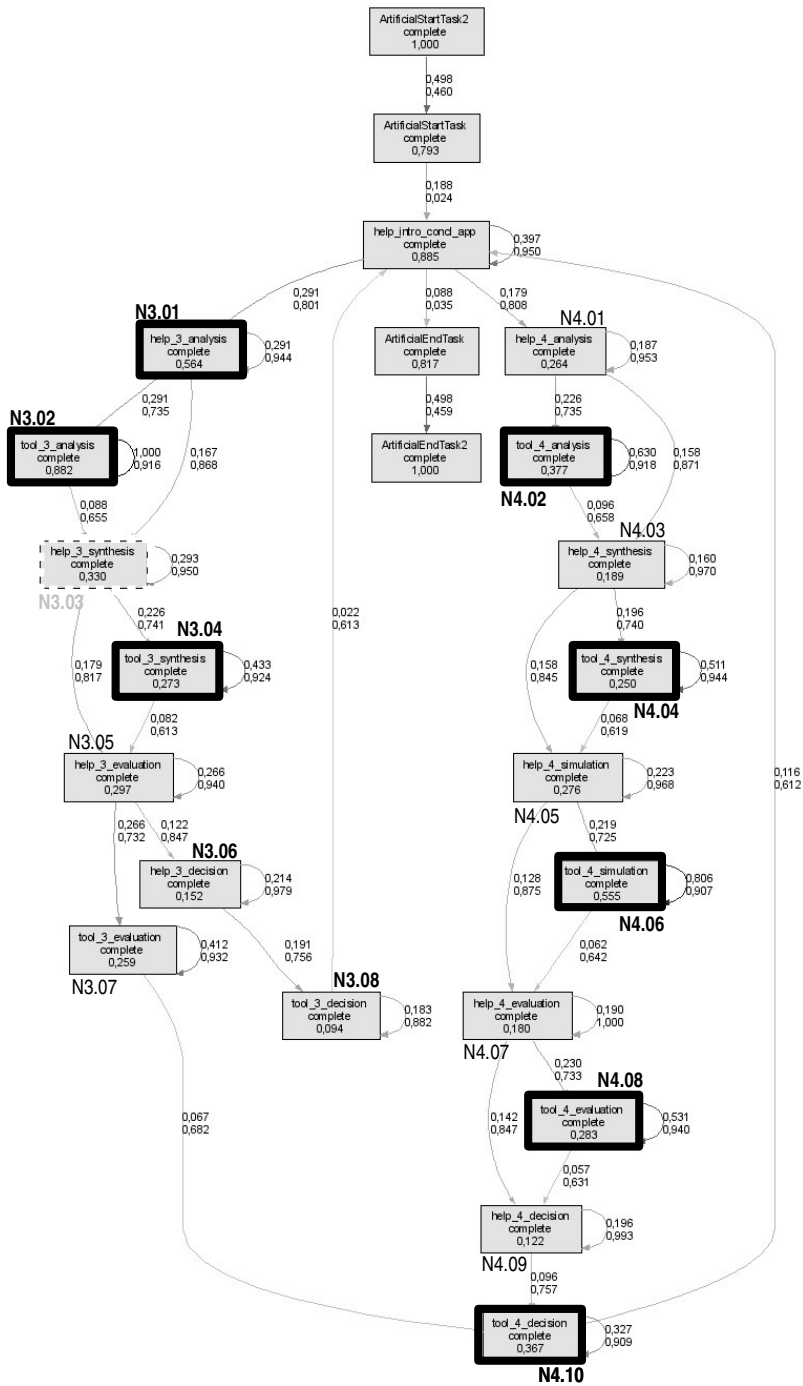 ArtificialStartTask2
complete
1,000
0,498
0,460
ArtificialStartTask
complete
0,793
0,188
0,024
help_intro_concl_app
complete
0,885
0,397
0,950
0,291
0,801
0,088
0,035
0,179
0,808
N3.01
help_3_analysis
complete
0,564
0,291
0,944
ArtificialEndTask
complete
0,817
N4.01
help_4_analysis
complete
0,264
0,187
0,953
0,291
0,735
0,167
0,868
0,498
0,459
0,226
0,735
0,158
0,871
N3.02
tool_3_analysis
complete
0,882
1,000
0,916
ArtificialEndTask2
complete
1,000
tool_4_analysis
complete
0,377
0,630
0,918
N4.02
0,088
0,655
0,096
0,658
help_3_synthesis
complete
0,330
0,293
0,950
N3.03
N4.03
help_4_synthesis
complete
0,189
0,160
0,970
0,226
0,741
0,022
0,613
0,196
0,740
0,179
0,817
N3.04
tool_3_synthesis
complete
0,273
0,433
0,924
0,158
0,845
tool_4_synthesis
complete
0,250
0,511
0,944
N4.04
0,082
0,613
0,068
0,619
N3.05
help_3_evaluation
complete
0,297
0,266
0,940
help_4_simulation
complete
0,276
0,223
0,968
N4.05
0,116
0,612
0,266
0,732
0,122
0,847
0,219
0,725
N3.06
help_3_decision
complete
0,152
0,214
0,979
0,128
0,875
tool_4_simulation
complete
0,555
0,806
0,907
N4.06
tool_3_evaluation
complete
0,259
0,412
0,932
N3.07
0,191
0,756
0,062
0,642
N3.08
tool_3_decision
complete
0,094
0,183
0,882
help_4_evaluation
complete
0,180
0,190
1,000
N4.07
0,230
0,733
N4.08
tool_4_evaluation
complete
0,283
0,531
0,940
0,067
0,682
0,142
0,847
0,057
0,631
help_4_decision
complete
0,122
0,196
0,993
N4.09
0,096
0,757
tool_4_decision
complete
0,367
0,327
0,909
N4.10